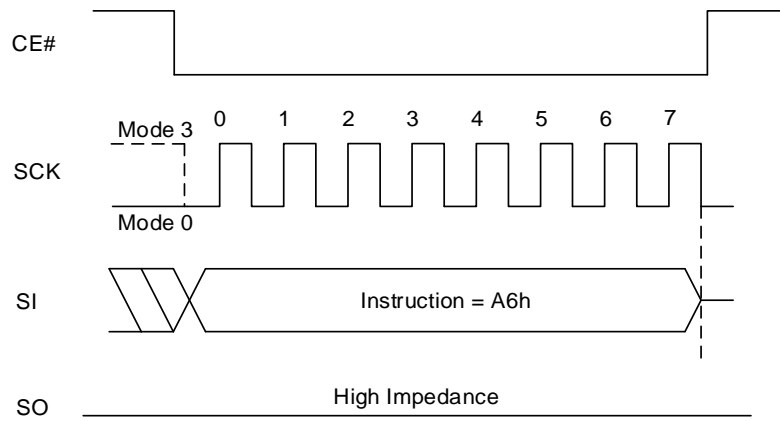 CE#
Mode 3 0 1 2 3 4 5 6 7
SCK
Mode 0
SI Instruction = A6h
High Impedance
SO